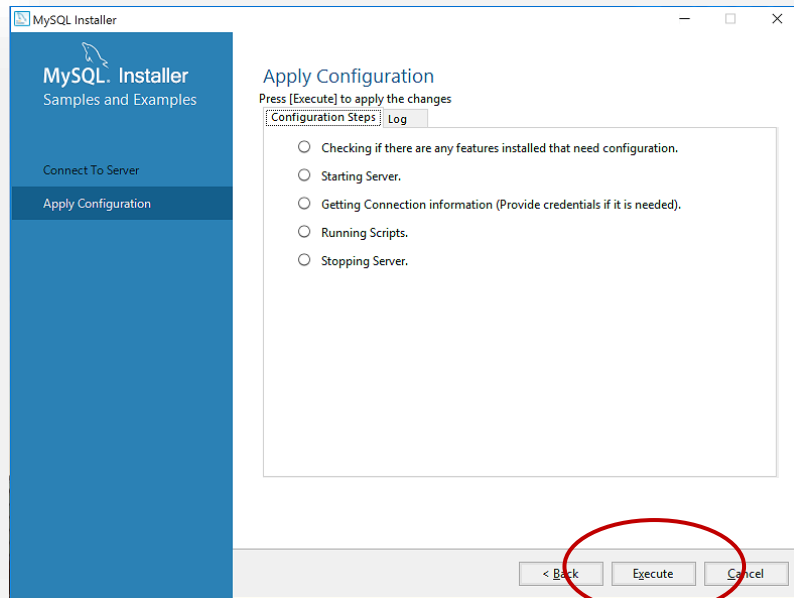 MySQL Installer
MySQL. Installer
Samples and Examples
Connect To Server
Apply Configuration
Apply Configuration
Press [Execute] to apply the changes
Configuration Steps
Log
Checking if there are any features installed that need configuration.
Starting Server.
Getting Connection information (Provide credentials if it is needed).
Running Scripts.
Stopping Server.
< Back
Execute
Cancel